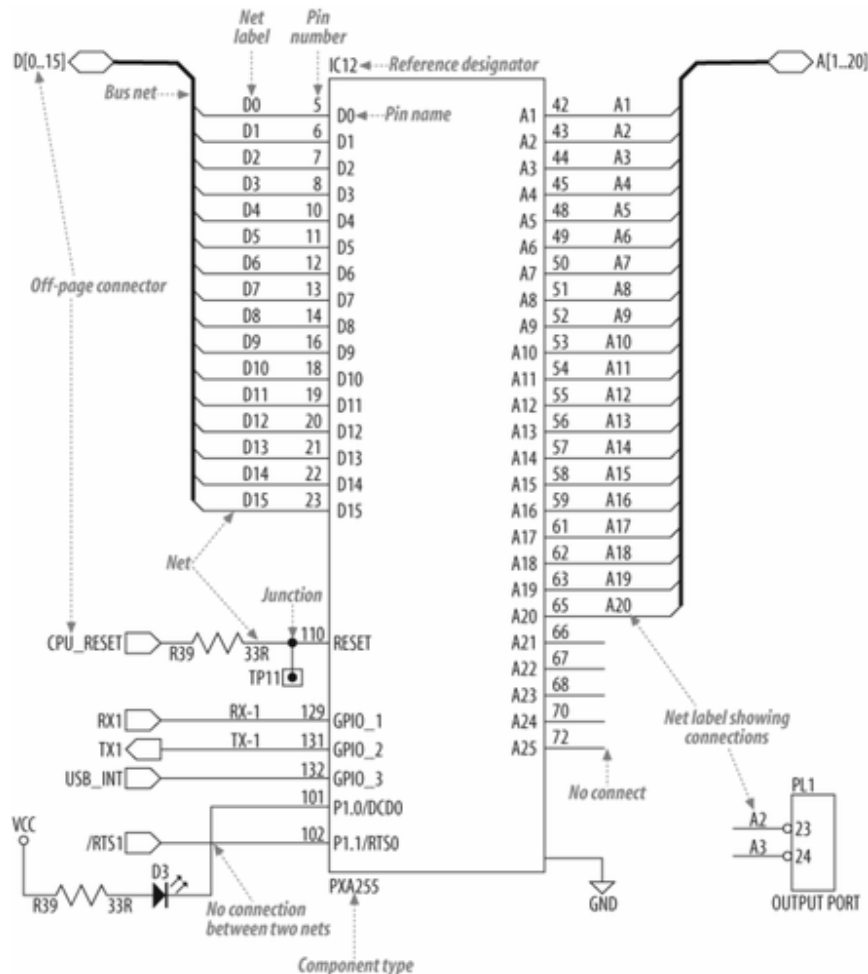 Net label
Pin number
D[0..15]
IC12
Reference designator
A[1..20]
Bus net
D0 5 D0 Pin name
D1 6 D1
D2 7 D2
D3 8 D3
D4 10 D4
D5 11 D5
D6 12 D6
D7 13 D7
D8 14 D8
D9 16 D9
D10 18 D10
D11 19 D11
D12 20 D12
D13 21 D13
D14 22 D14
D15 23 D15
Off-page connector
A1 42 A1
A2 43 A2
A3 44 A3
A4 45 A4
A5 48 A5
A6 49 A6
A7 50 A7
A8 51 A8
A9 52 A9
A10 53 A10
A11 54 A11
A12 55 A12
A13 56 A13
A14 57 A14
A15 58 A15
A16 59 A16
A17 61 A17
A18 62 A18
A19 63 A19
A20 65 A20
A21 66
A22 67
A23 68
A24 70
A25 72
Net
Junction
CPU_RESET R39 33R 110 RESET
TP11
RX1 RX-1 129 GPIO_1
TX1 TX-1 131 GPIO_2
USB_INT 132 GPIO_3
101 P1.0/DCD0
/RTS1 102 P1.1/RTS0
VCC
D3
R39 33R
No connection
between two nets
PXA255
Component type
GND
No connect
Net label showing
connections
PL1
A2 23
A3 24
OUTPUT PORT